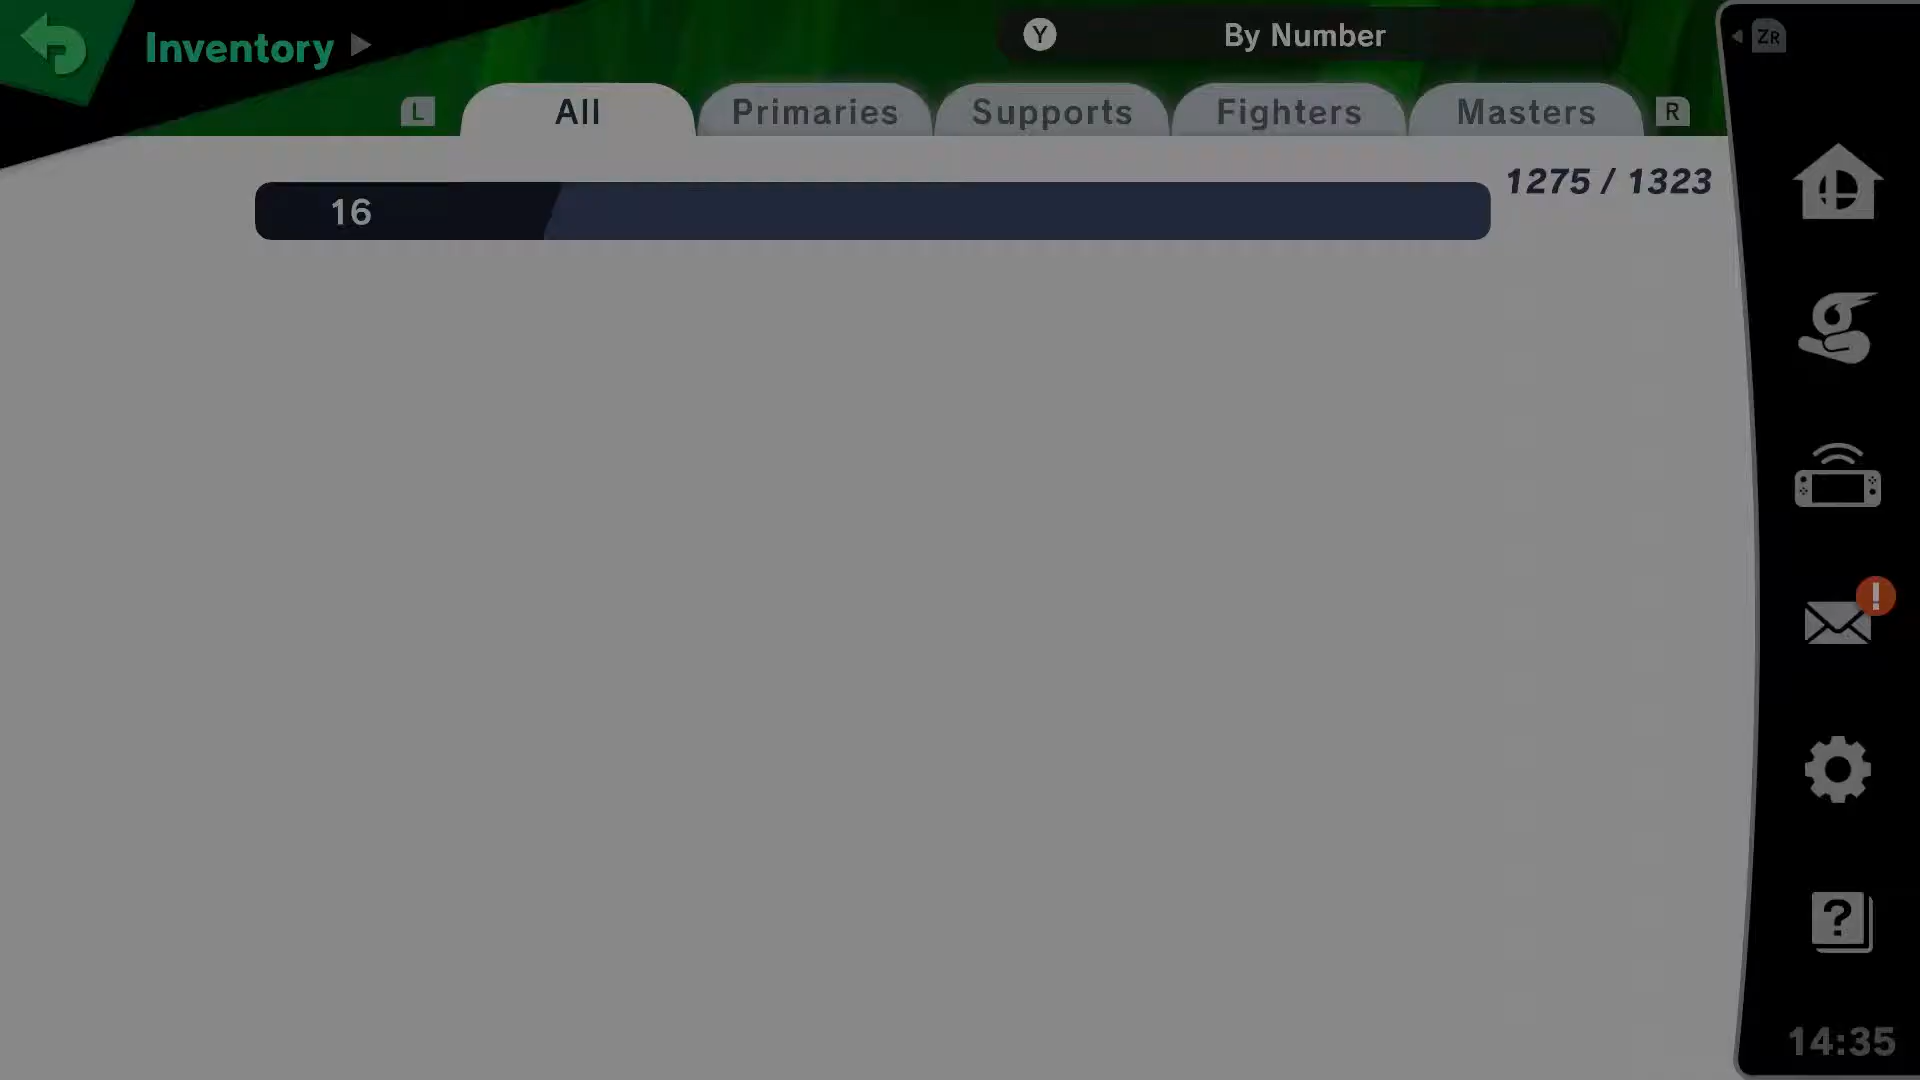 Inventory
Y By Number
ZR
L All Primaries Supports Fighters Masters R
1275 / 1323
16
!
?
14:35